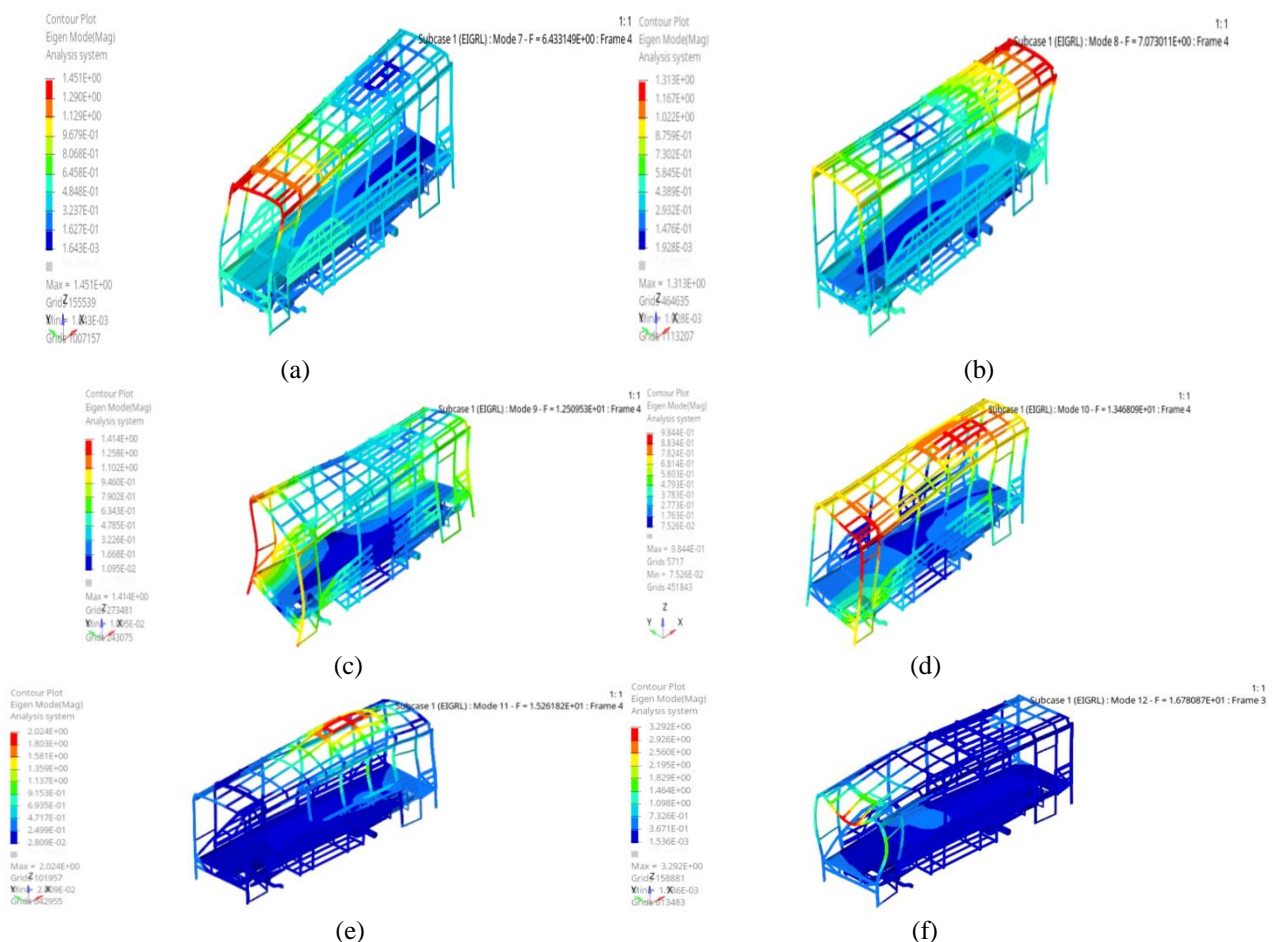 Contour Plot
Eigen Mode(Mag)
Analysis system
1.451E+00
1.290E+00
1.129E+00
9.679E-01
8.068E-01
6.458E-01
4.848E-01
3.237E-01
1.627E-01
1.643E-03
Max = 1.451E+00
Grids 155539
Grids 1007157
Z
Y X
1: 1
Subcase 1 (EIGRL) : Mode 7 - F = 6.433149E+00 : Frame 4
(a)
Contour Plot
Eigen Mode(Mag)
Analysis system
1.313E+00
1.167E+00
1.022E+00
8.759E-01
7.302E-01
5.845E-01
4.389E-01
2.932E-01
1.476E-01
1.928E-03
Max = 1.313E+00
Grids 464635
Grids 1113207
Z
Y X
1: 1
Subcase 1 (EIGRL) : Mode 8 - F = 7.073011E+00 : Frame 4
(b)
Contour Plot
Eigen Mode(Mag)
Analysis system
1.414E+00
1.258E+00
1.102E+00
9.460E-01
7.902E-01
6.343E-01
4.785E-01
3.226E-01
1.668E-01
1.095E-02
Max = 1.414E+00
Grids 273481
Grids 243075
Z
Y X
1: 1
Subcase 1 (EIGRL) : Mode 9 - F = 1.250953E+01 : Frame 4
(c)
Contour Plot
Eigen Mode(Mag)
Analysis system
9.844E-01
8.834E-01
7.824E-01
6.814E-01
5.803E-01
4.793E-01
3.783E-01
2.773E-01
1.763E-01
7.526E-02
Max = 9.844E-01
Grids 5717
Min = 7.526E-02
Grids 451843
Z
Y X
1: 1
Subcase 1 (EIGRL) : Mode 10 - F = 1.346809E+01 : Frame 4
(d)
Contour Plot
Eigen Mode(Mag)
Analysis system
2.024E+00
1.803E+00
1.581E+00
1.359E+00
1.137E+00
9.153E-01
6.935E-01
4.717E-01
2.499E-01
2.809E-02
Max = 2.024E+00
Grids 101957
Z
Y X
1: 1
Subcase 1 (EIGRL) : Mode 11 - F = 1.526182E+01 : Frame 4
(e)
Contour Plot
Eigen Mode(Mag)
Analysis system
3.292E+00
2.926E+00
2.560E+00
2.195E+00
1.829E+00
1.464E+00
1.098E+00
7.326E-01
3.671E-01
1.536E-03
Max = 3.292E+00
Grids 158881
Z
Y X
1: 1
Subcase 1 (EIGRL) : Mode 12 - F = 1.678087E+01 : Frame 3
(f)